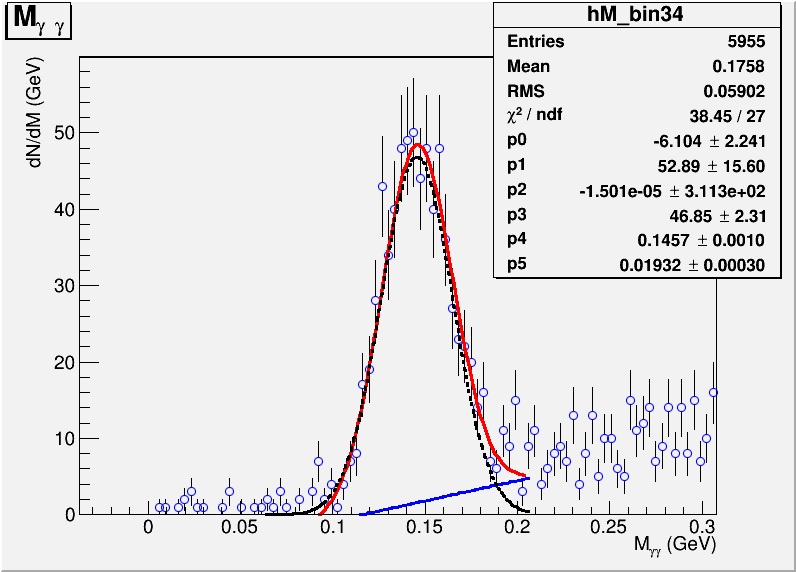 Mγ γ
hM_bin34
Entries 5955
Mean 0.1758
RMS 0.05902
χ² / ndf 38.45 / 27
p0 -6.104 ± 2.241
p1 52.89 ± 15.60
p2 -1.501e-05 ± 3.113e+02
p3 46.85 ± 2.31
p4 0.1457 ± 0.0010
p5 0.01932 ± 0.00030
dN/dM (GeV)
50
40
30
20
10
0
0 0.05 0.1 0.15 0.2 0.25 0.3
Mγγ (GeV)